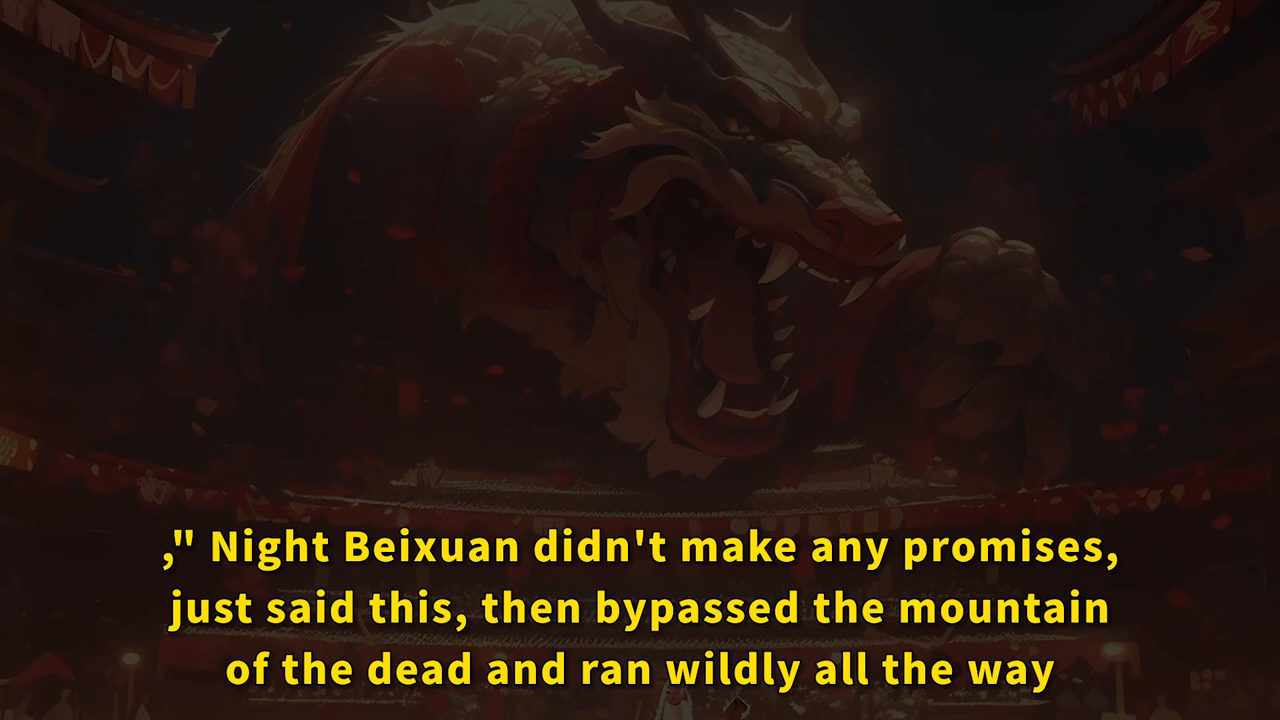 ," Night Beixuan didn't make any promises,
just said this, then bypassed the mountain
of the dead and ran wildly all the way